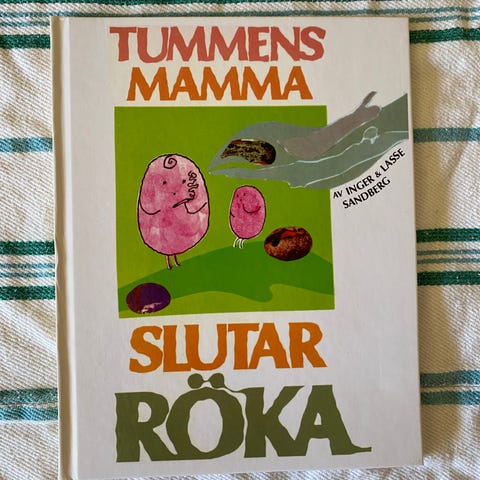 TUMMENS
MAMMA
AV INGER & LASSE
SANDBERG
SLUTAR
RÖKA